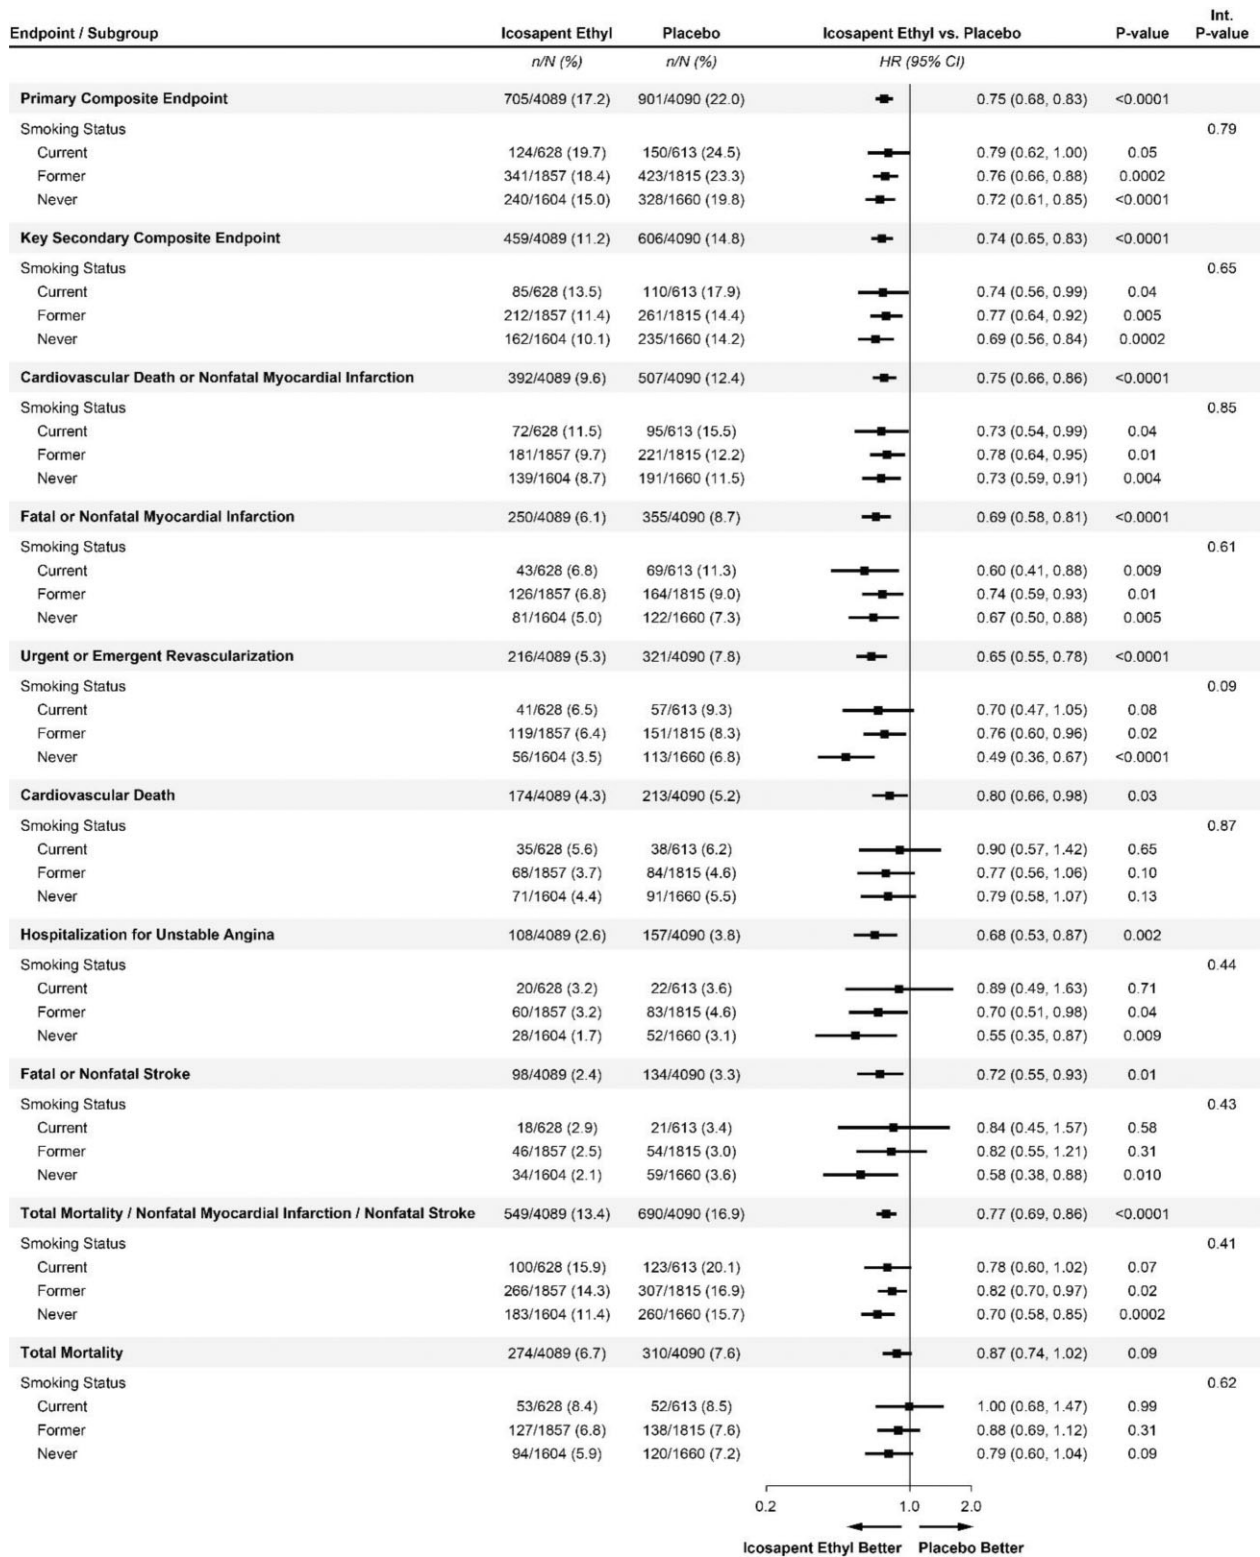 Endpoint / Subgroup Icosapent Ethyl Placebo Icosapent Ethyl vs. Placebo P-value Int. P-value
n/N (%) n/N (%) HR (95% CI)
Primary Composite Endpoint 705/4089 (17.2) 901/4090 (22.0) 0.75 (0.68, 0.83) <0.0001
Smoking Status 0.79
Current 124/628 (19.7) 150/613 (24.5) 0.79 (0.62, 1.00) 0.05
Former 341/1857 (18.4) 423/1815 (23.3) 0.76 (0.66, 0.88) 0.0002
Never 240/1604 (15.0) 328/1660 (19.8) 0.72 (0.61, 0.85) <0.0001
Key Secondary Composite Endpoint 459/4089 (11.2) 606/4090 (14.8) 0.74 (0.65, 0.83) <0.0001
Smoking Status 0.65
Current 85/628 (13.5) 110/613 (17.9) 0.74 (0.56, 0.99) 0.04
Former 212/1857 (11.4) 261/1815 (14.4) 0.77 (0.64, 0.92) 0.005
Never 162/1604 (10.1) 235/1660 (14.2) 0.69 (0.56, 0.84) 0.0002
Cardiovascular Death or Nonfatal Myocardial Infarction 392/4089 (9.6) 507/4090 (12.4) 0.75 (0.66, 0.86) <0.0001
Smoking Status 0.85
Current 72/628 (11.5) 95/613 (15.5) 0.73 (0.54, 0.99) 0.04
Former 181/1857 (9.7) 221/1815 (12.2) 0.78 (0.64, 0.95) 0.01
Never 139/1604 (8.7) 191/1660 (11.5) 0.73 (0.59, 0.91) 0.004
Fatal or Nonfatal Myocardial Infarction 250/4089 (6.1) 355/4090 (8.7) 0.69 (0.58, 0.81) <0.0001
Smoking Status 0.61
Current 43/628 (6.8) 69/613 (11.3) 0.60 (0.41, 0.88) 0.009
Former 126/1857 (6.8) 164/1815 (9.0) 0.74 (0.59, 0.93) 0.01
Never 81/1604 (5.0) 122/1660 (7.3) 0.67 (0.50, 0.88) 0.005
Urgent or Emergent Revascularization 216/4089 (5.3) 321/4090 (7.8) 0.65 (0.55, 0.78) <0.0001
Smoking Status 0.09
Current 41/628 (6.5) 57/613 (9.3) 0.70 (0.47, 1.05) 0.08
Former 119/1857 (6.4) 151/1815 (8.3) 0.76 (0.60, 0.96) 0.02
Never 56/1604 (3.5) 113/1660 (6.8) 0.49 (0.36, 0.67) <0.0001
Cardiovascular Death 174/4089 (4.3) 213/4090 (5.2) 0.80 (0.66, 0.98) 0.03
Smoking Status 0.87
Current 35/628 (5.6) 38/613 (6.2) 0.90 (0.57, 1.42) 0.65
Former 68/1857 (3.7) 84/1815 (4.6) 0.77 (0.56, 1.06) 0.10
Never 71/1604 (4.4) 91/1660 (5.5) 0.79 (0.58, 1.07) 0.13
Hospitalization for Unstable Angina 108/4089 (2.6) 157/4090 (3.8) 0.68 (0.53, 0.87) 0.002
Smoking Status 0.44
Current 20/628 (3.2) 22/613 (3.6) 0.89 (0.49, 1.63) 0.71
Former 60/1857 (3.2) 83/1815 (4.6) 0.70 (0.51, 0.98) 0.04
Never 28/1604 (1.7) 52/1660 (3.1) 0.55 (0.35, 0.87) 0.009
Fatal or Nonfatal Stroke 98/4089 (2.4) 134/4090 (3.3) 0.72 (0.55, 0.93) 0.01
Smoking Status 0.43
Current 18/628 (2.9) 21/613 (3.4) 0.84 (0.45, 1.57) 0.58
Former 46/1857 (2.5) 54/1815 (3.0) 0.82 (0.55, 1.21) 0.31
Never 34/1604 (2.1) 59/1660 (3.6) 0.58 (0.38, 0.88) 0.010
Total Mortality / Nonfatal Myocardial Infarction / Nonfatal Stroke 549/4089 (13.4) 690/4090 (16.9) 0.77 (0.69, 0.86) <0.0001
Smoking Status 0.41
Current 100/628 (15.9) 123/613 (20.1) 0.78 (0.60, 1.02) 0.07
Former 266/1857 (14.3) 307/1815 (16.9) 0.82 (0.70, 0.97) 0.02
Never 183/1604 (11.4) 260/1660 (15.7) 0.70 (0.58, 0.85) 0.0002
Total Mortality 274/4089 (6.7) 310/4090 (7.6) 0.87 (0.74, 1.02) 0.09
Smoking Status 0.62
Current 53/628 (8.4) 52/613 (8.5) 1.00 (0.68, 1.47) 0.99
Former 127/1857 (6.8) 138/1815 (7.6) 0.88 (0.69, 1.12) 0.31
Never 94/1604 (5.9) 120/1660 (7.2) 0.79 (0.60, 1.04) 0.09
0.2 1.0 2.0
Icosapent Ethyl Better Placebo Better